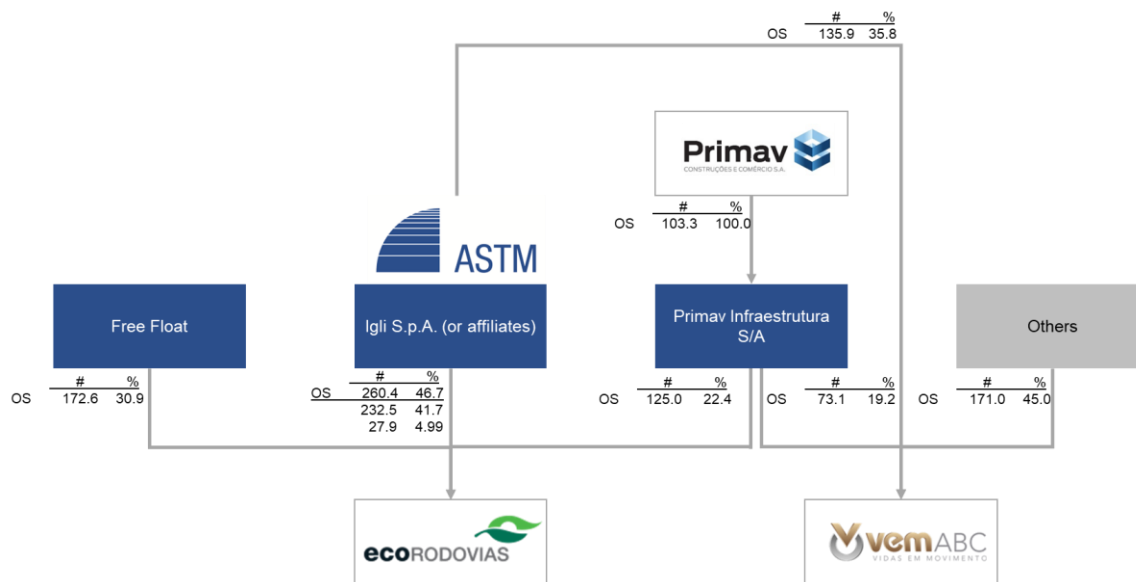 # %
OS 135.9 35.8
Primav
CONSTRUÇÕES E COMÉRCIO S.A.
# %
OS 103.3 100.0
ASTM
Free Float
Igli S.p.A. (or affiliates)
Primav Infraestrutura
S/A
Others
# %
OS 172.6 30.9
# %
OS 260.4 46.7
232.5 41.7
27.9 4.99
# %
OS 125.0 22.4
# %
OS 73.1 19.2
# %
OS 171.0 45.0
ecoRODOVIAS
vemABC
VIDAS EM MOVIMENTO